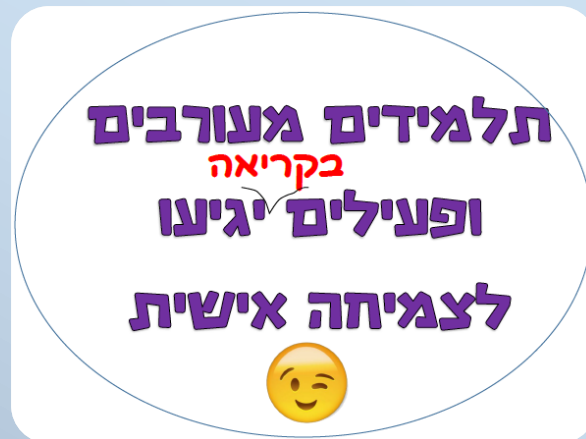 תלמידים מעורבים
בקריאה
ופעילים יגיעו
לצמיחה אישית